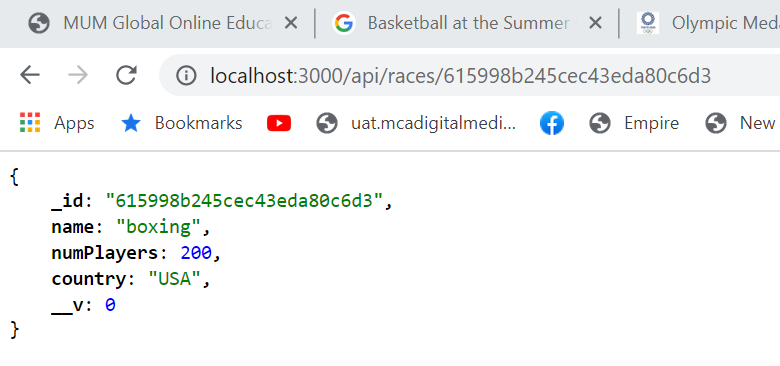 MUM Global Online Educa
Basketball at the Summer
Olympic Meda
localhost:3000/api/races/615998b245cec43eda80c6d3
Apps
Bookmarks
uat.mcadigitalmedi...
Empire
New
{
_id: "615998b245cec43eda80c6d3",
name: "boxing",
numPlayers: 200,
country: "USA",
__v: 0
}